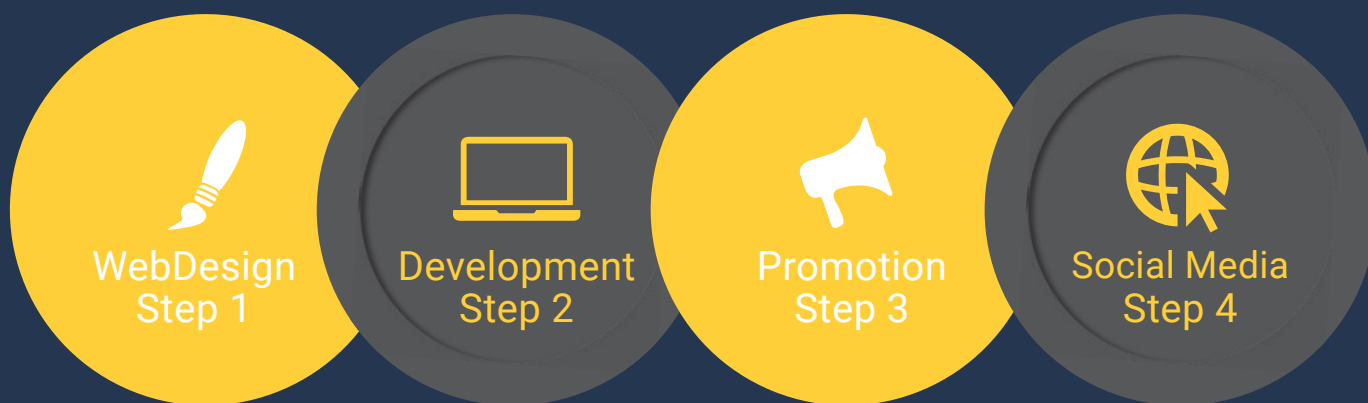 WebDesign
Step 1
Development
Step 2
Promotion
Step 3
Social Media
Step 4